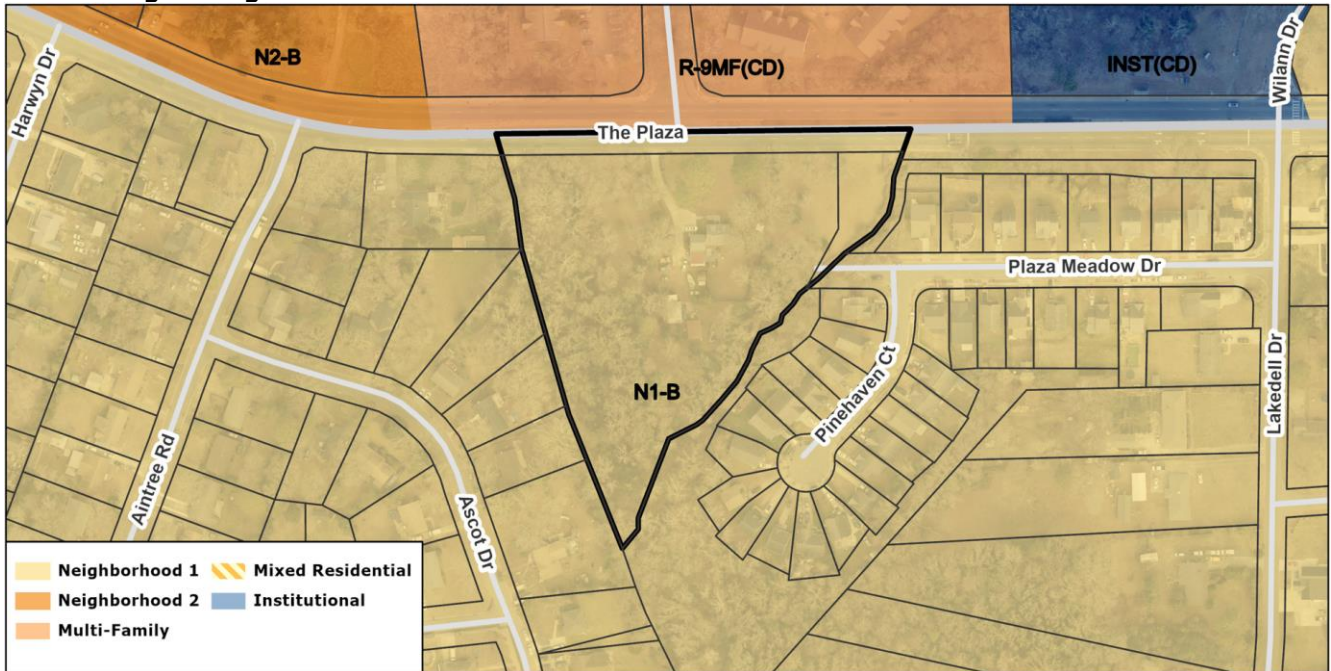 N2-B
R-9MF(CD)
INST(CD)
Wilann Dr
Harwyn Dr
The Plaza
Plaza Meadow Dr
N1-B
Pinehaven Ct
Lakedell Dr
Aintree Rd
Ascot Dr
Neighborhood 1
Mixed Residential
Neighborhood 2
Institutional
Multi-Family